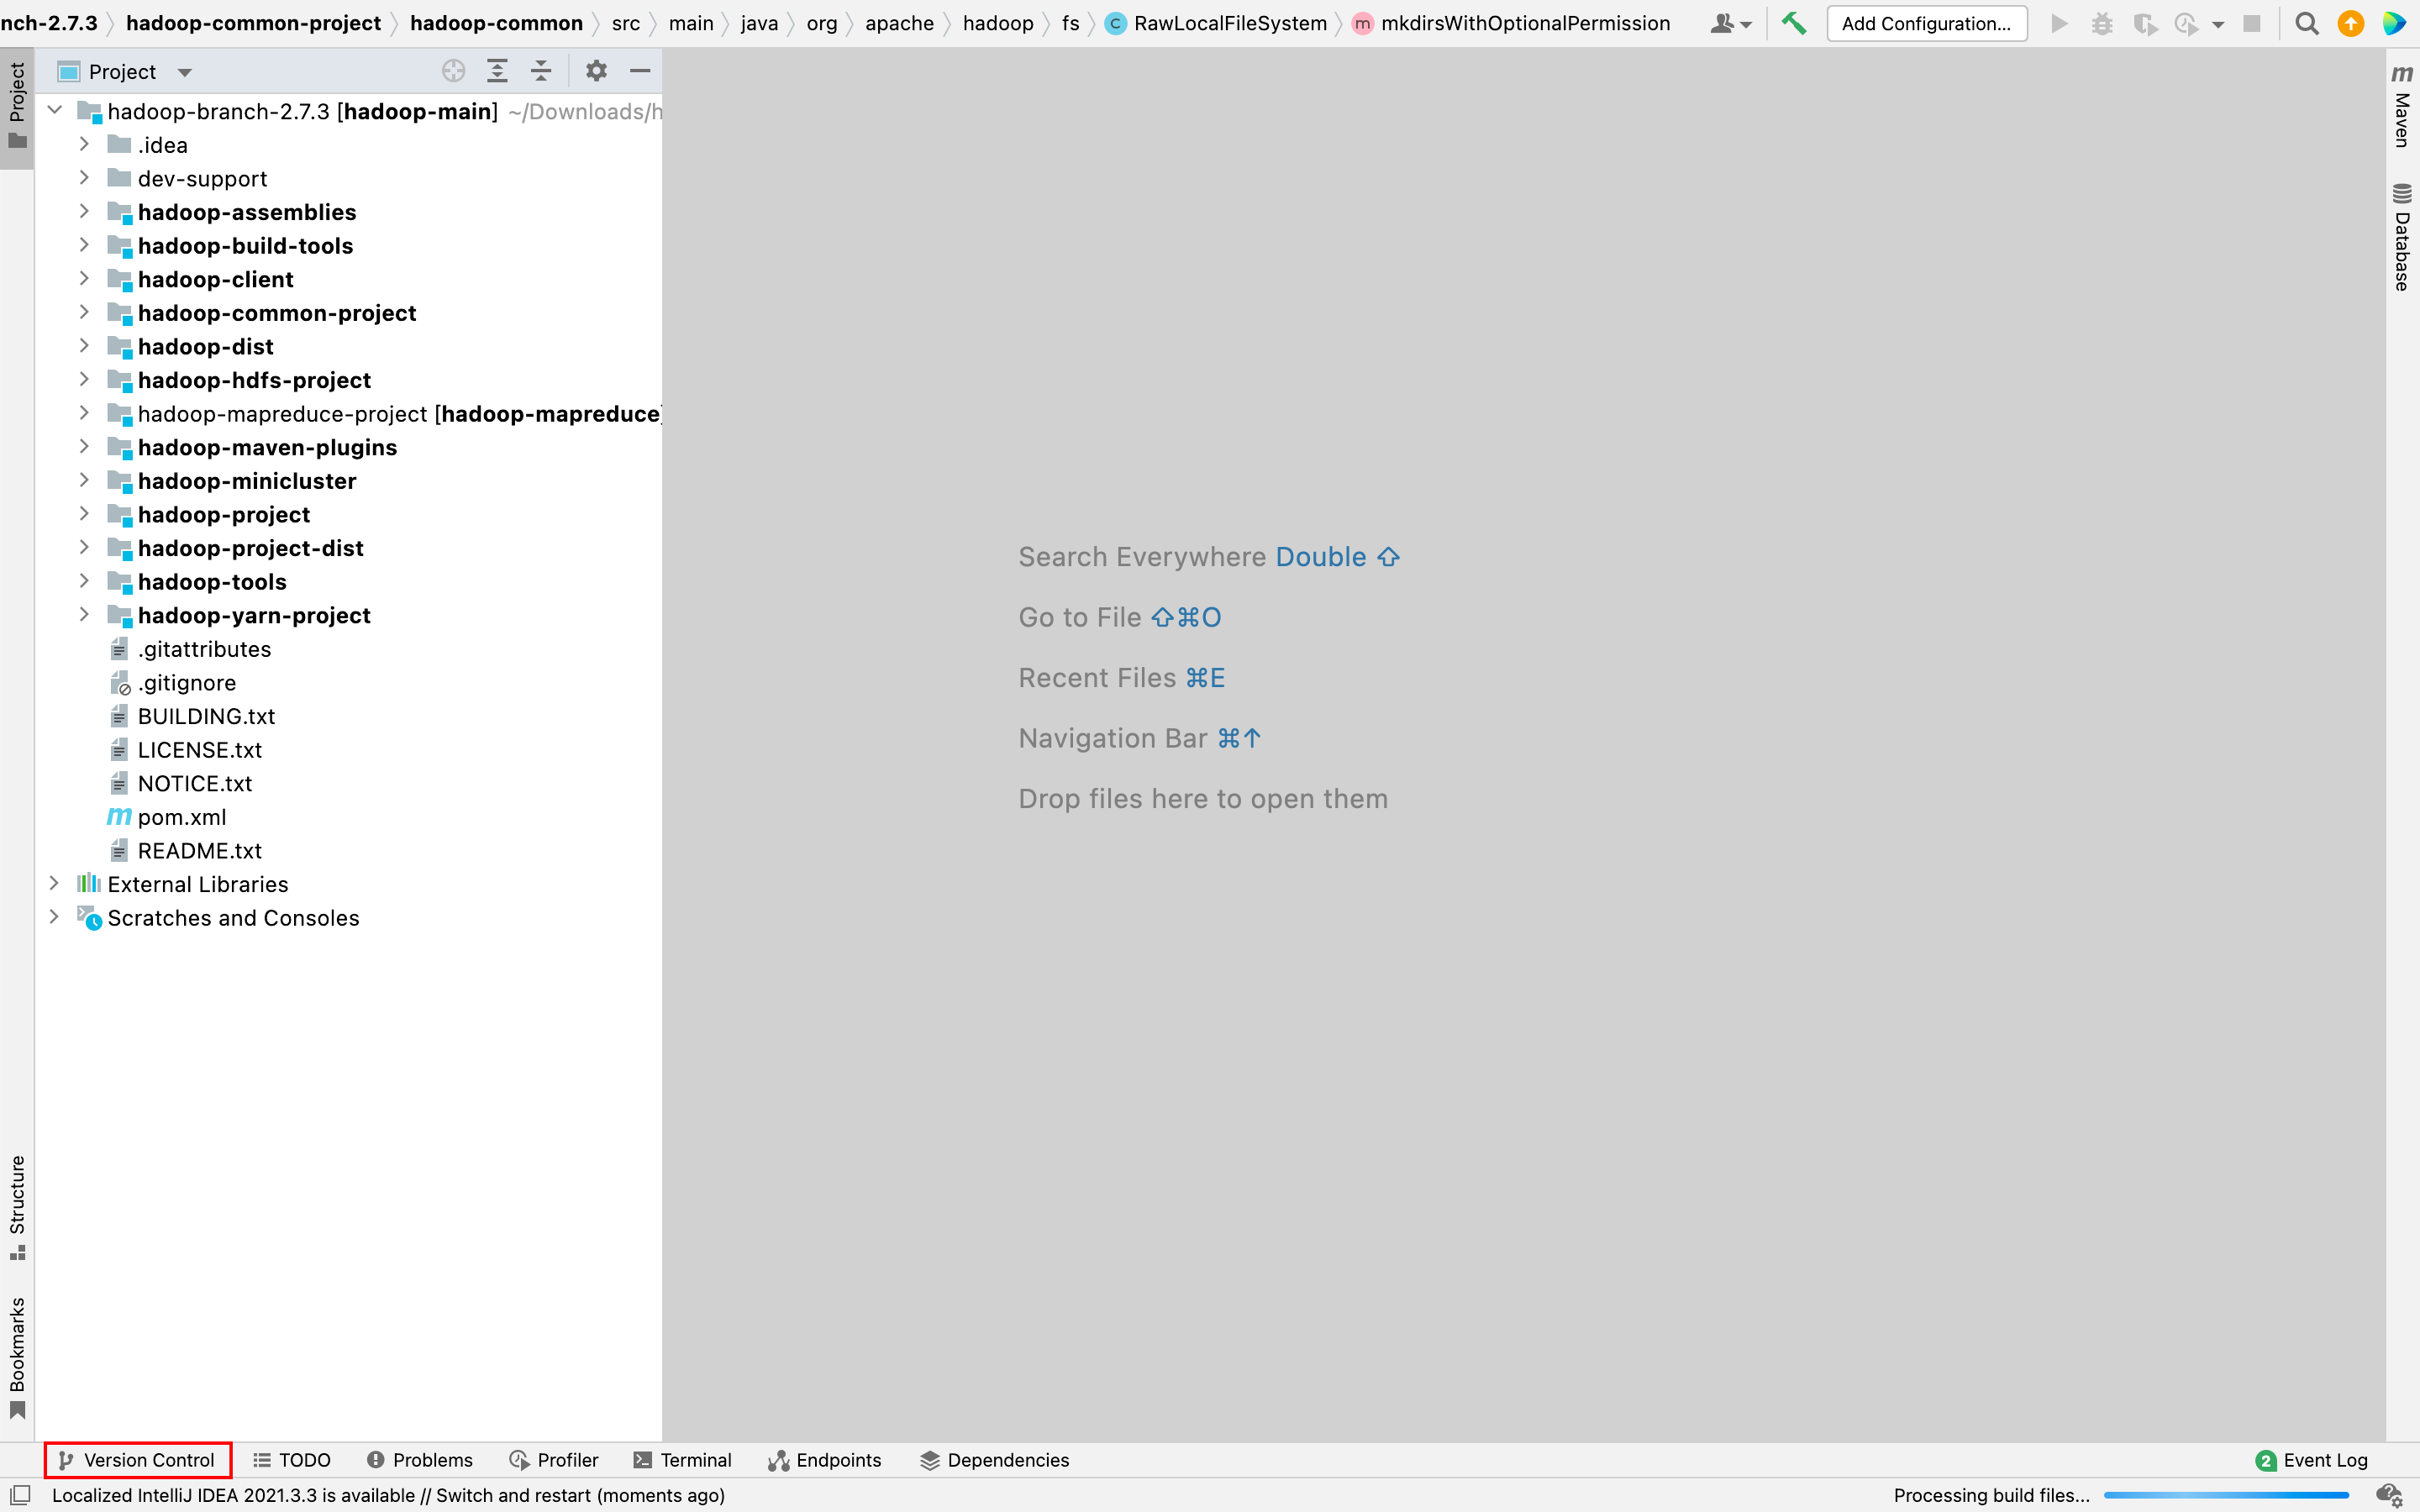 nch-2.7.3 hadoop-common-project hadoop-common src main java org apache hadoop fs C RawLocalFileSystem m mkdirsWithOptionalPermission Add Configuration...
Project
Project
hadoop-branch-2.7.3 [hadoop-main] ~/Downloads/h
.idea
dev-support
hadoop-assemblies
hadoop-build-tools
hadoop-client
hadoop-common-project
hadoop-dist
hadoop-hdfs-project
hadoop-mapreduce-project [hadoop-mapreduce]
hadoop-maven-plugins
hadoop-minicluster
hadoop-project
hadoop-project-dist
hadoop-tools
hadoop-yarn-project
.gitattributes
.gitignore
BUILDING.txt
LICENSE.txt
NOTICE.txt
m pom.xml
README.txt
External Libraries
Scratches and Consoles
Structure
Bookmarks
Search Everywhere Double ⇧
Go to File ⇧⌘O
Recent Files ⌘E
Navigation Bar ⌘↑
Drop files here to open them
m Maven
Database
Version Control TODO Problems Profiler Terminal Endpoints Dependencies 2 Event Log
Localized IntelliJ IDEA 2021.3.3 is available // Switch and restart (moments ago) Processing build files...